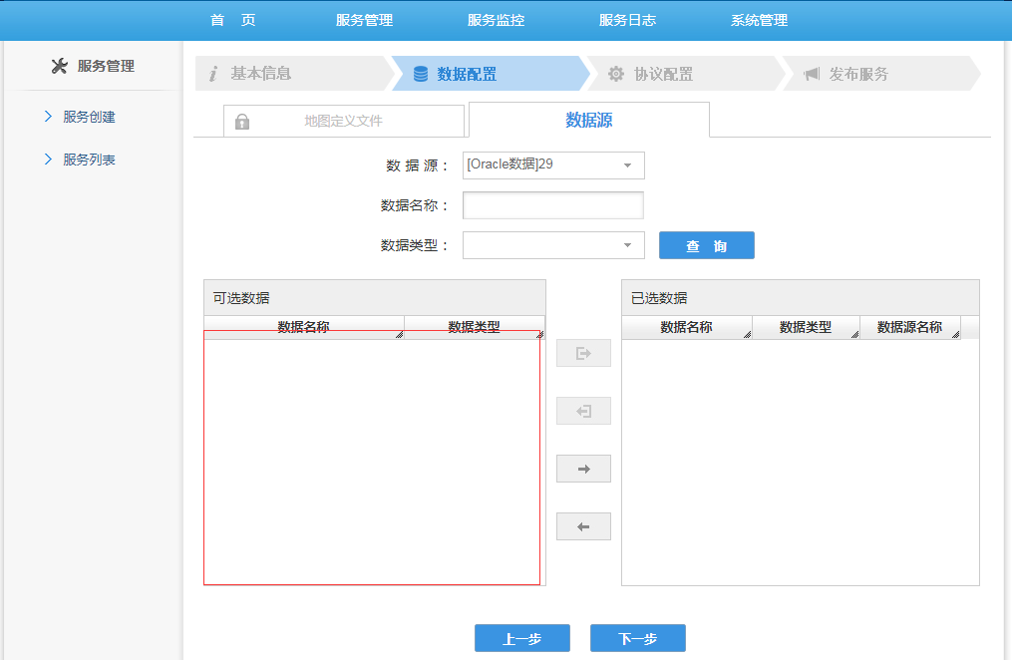 首 页 服务管理 服务监控 服务日志 系统管理
服务管理
服务创建
服务列表
基本信息 数据配置 协议配置 发布服务
地图定义文件 数据源
数 据 源： [Oracle数据]29
数据名称：
数据类型： 查 询
可选数据
数据名称 数据类型
已选数据
数据名称 数据类型 数据源名称
上一步 下一步